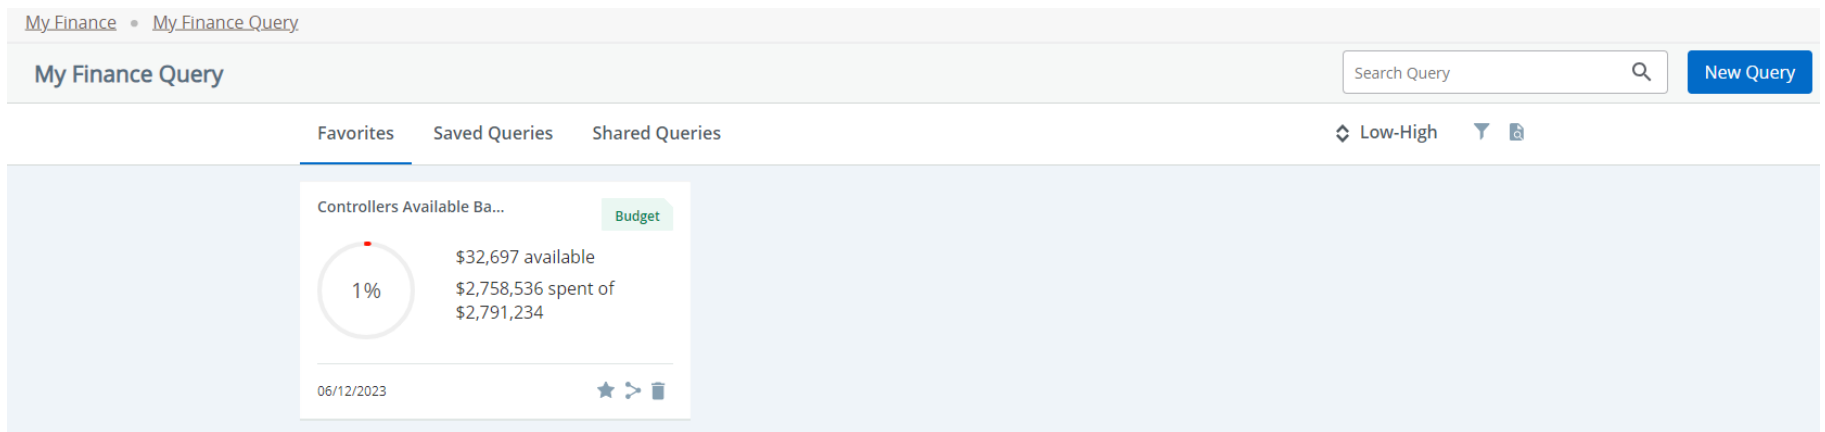 My Finance • My Finance Query
My Finance Query
Search Query
New Query
Favorites Saved Queries Shared Queries
Low-High
Controllers Available Ba...
Budget
1%
$32,697 available
$2,758,536 spent of
$2,791,234
06/12/2023